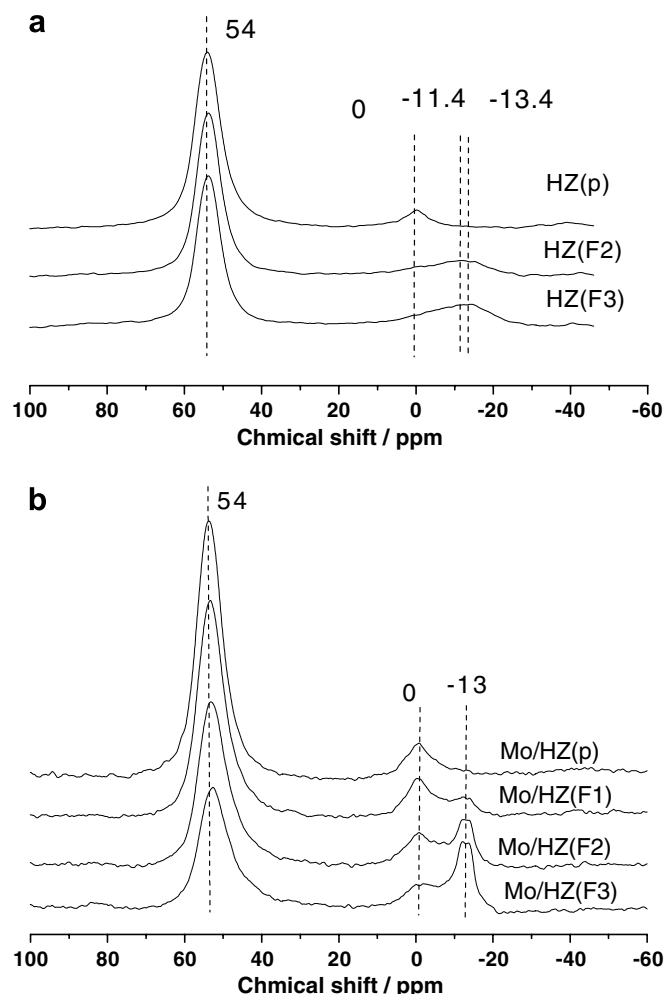 a
54
0 -11.4 -13.4
HZ(p)
HZ(F2)
HZ(F3)
100 80 60 40 20 0 -20 -40 -60
Chmical shift / ppm
b
54
0 -13
Mo/HZ(p)
Mo/HZ(F1)
Mo/HZ(F2)
Mo/HZ(F3)
100 80 60 40 20 0 -20 -40 -60
Chmical shift / ppm